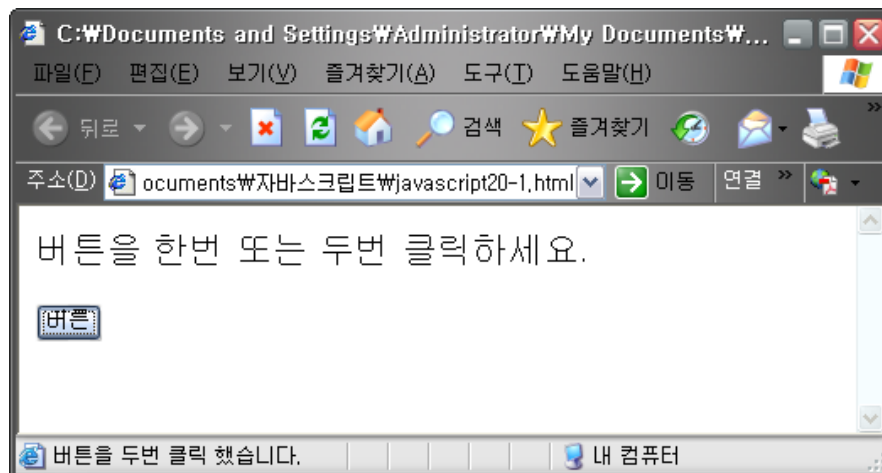 C:₩Documents and Settings₩Administrator₩My Documents₩...
파일(F) 편집(E) 보기(V) 즐겨찾기(A) 도구(T) 도움말(H)
뒤로 검색 즐겨찾기 »
주소(D) ocuments₩자바스크립트₩javascript20-1.html 이동 연결 »
버튼을 한번 또는 두번 클릭하세요.
버튼
버튼을 두번 클릭 했습니다. 내 컴퓨터